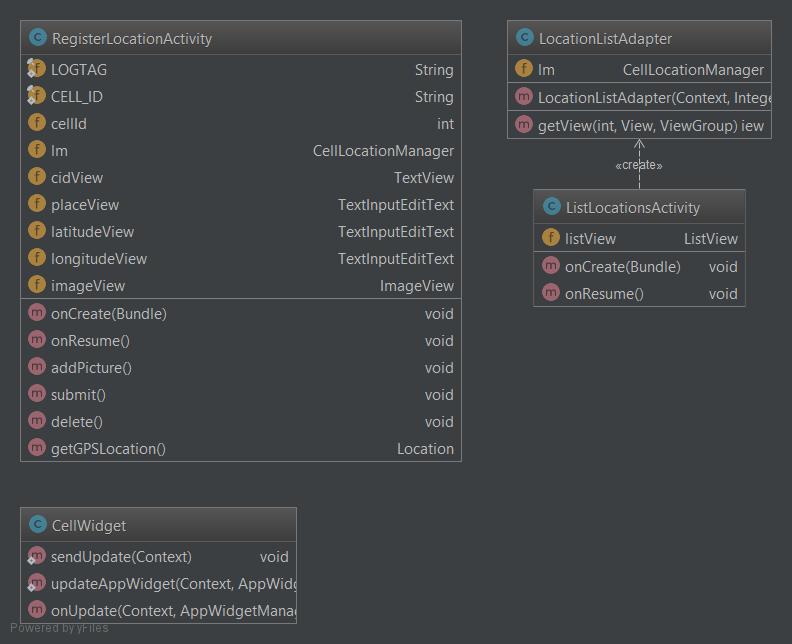 RegisterLocationActivity
LOGTAG String
CELL_ID String
cellId int
lm CellLocationManager
cidView TextView
placeView TextInputEditText
latitudeView TextInputEditText
longitudeView TextInputEditText
imageView ImageView
onCreate(Bundle) void
onResume() void
addPicture() void
submit() void
delete() void
getGPSLocation() Location
LocationListAdapter
lm CellLocationManager
LocationListAdapter(Context, Intege
getView(int, View, ViewGroup) iew
«create»
ListLocationsActivity
listView ListView
onCreate(Bundle) void
onResume() void
CellWidget
sendUpdate(Context) void
updateAppWidget(Context, AppWidg
onUpdate(Context, AppWidgetMana
Powered by yFiles